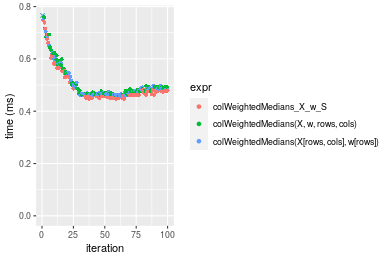 0.8
0.6
0.4
0.2
0.0
time (ms)
0 25 50 75 100
iteration
expr
colWeightedMedians_X_w_S
colWeightedMedians(X, w, rows, cols)
colWeightedMedians(X[rows, cols], w[rows])